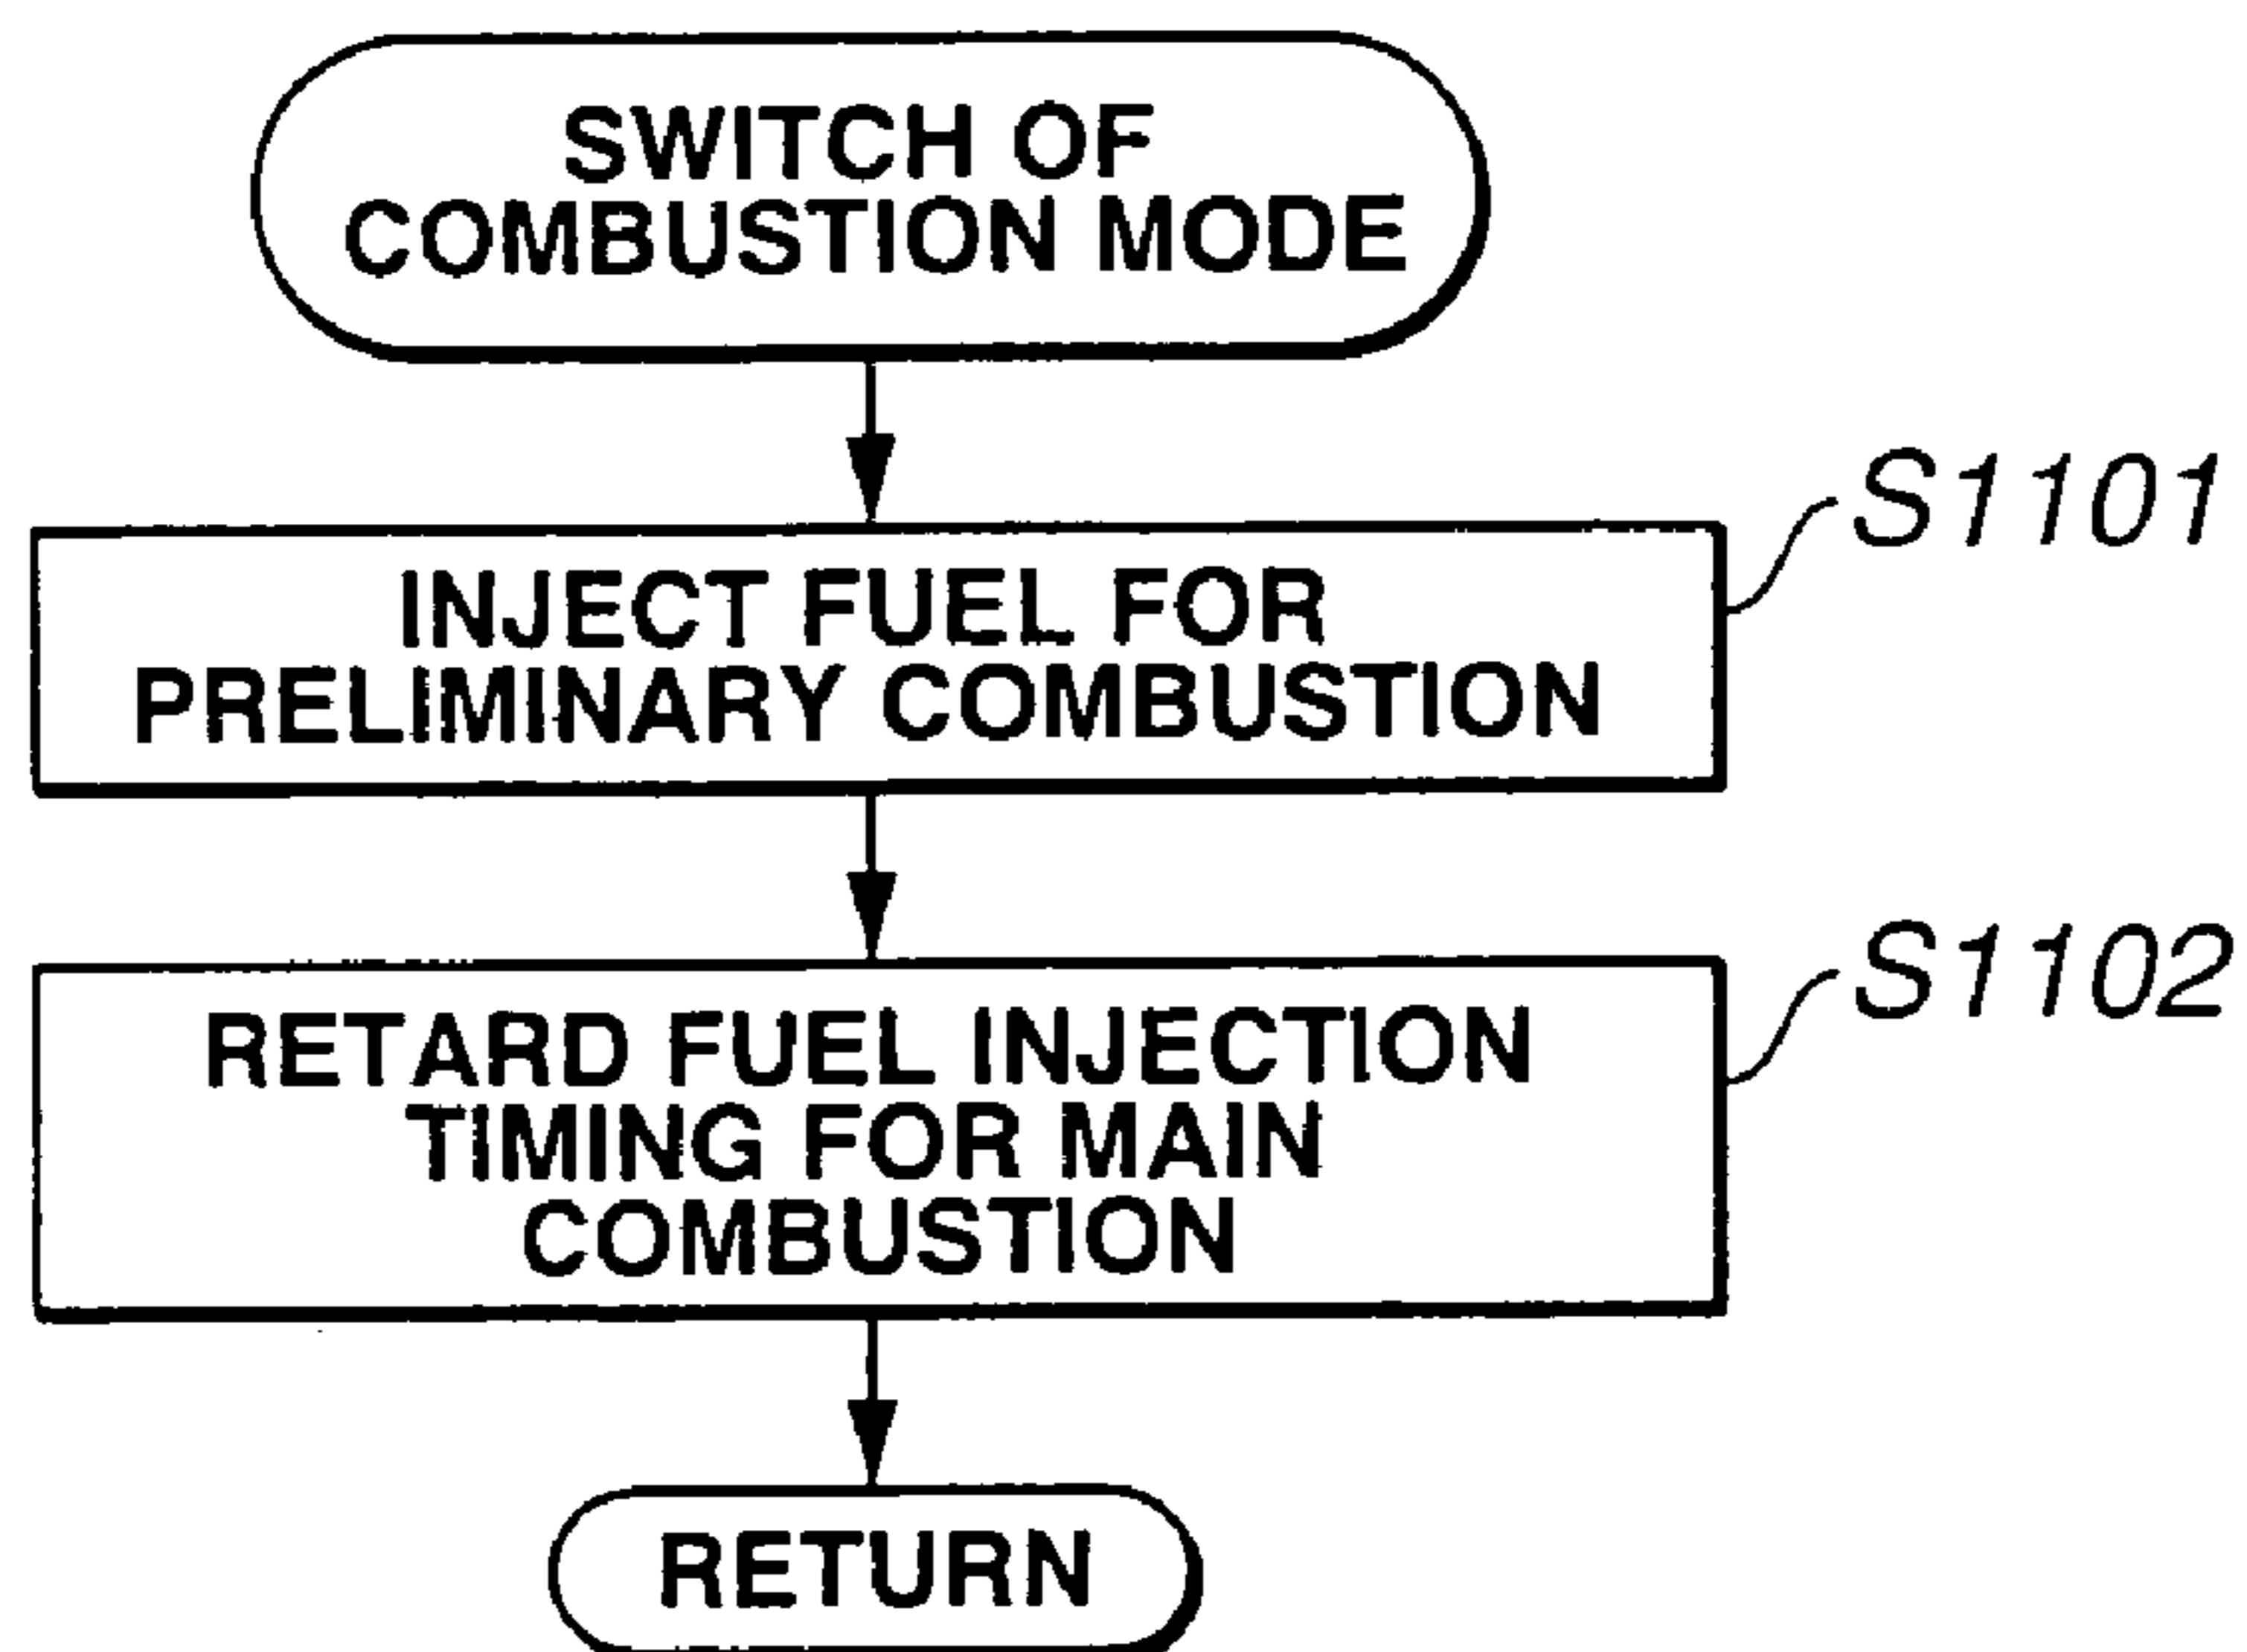 SWITCH OF
COMBUSTION MODE
S1101
INJECT FUEL FOR
PRELIMINARY COMBUSTION
S1102
RETARD FUEL INJECTION
TIMING FOR MAIN
COMBUSTION
RETURN